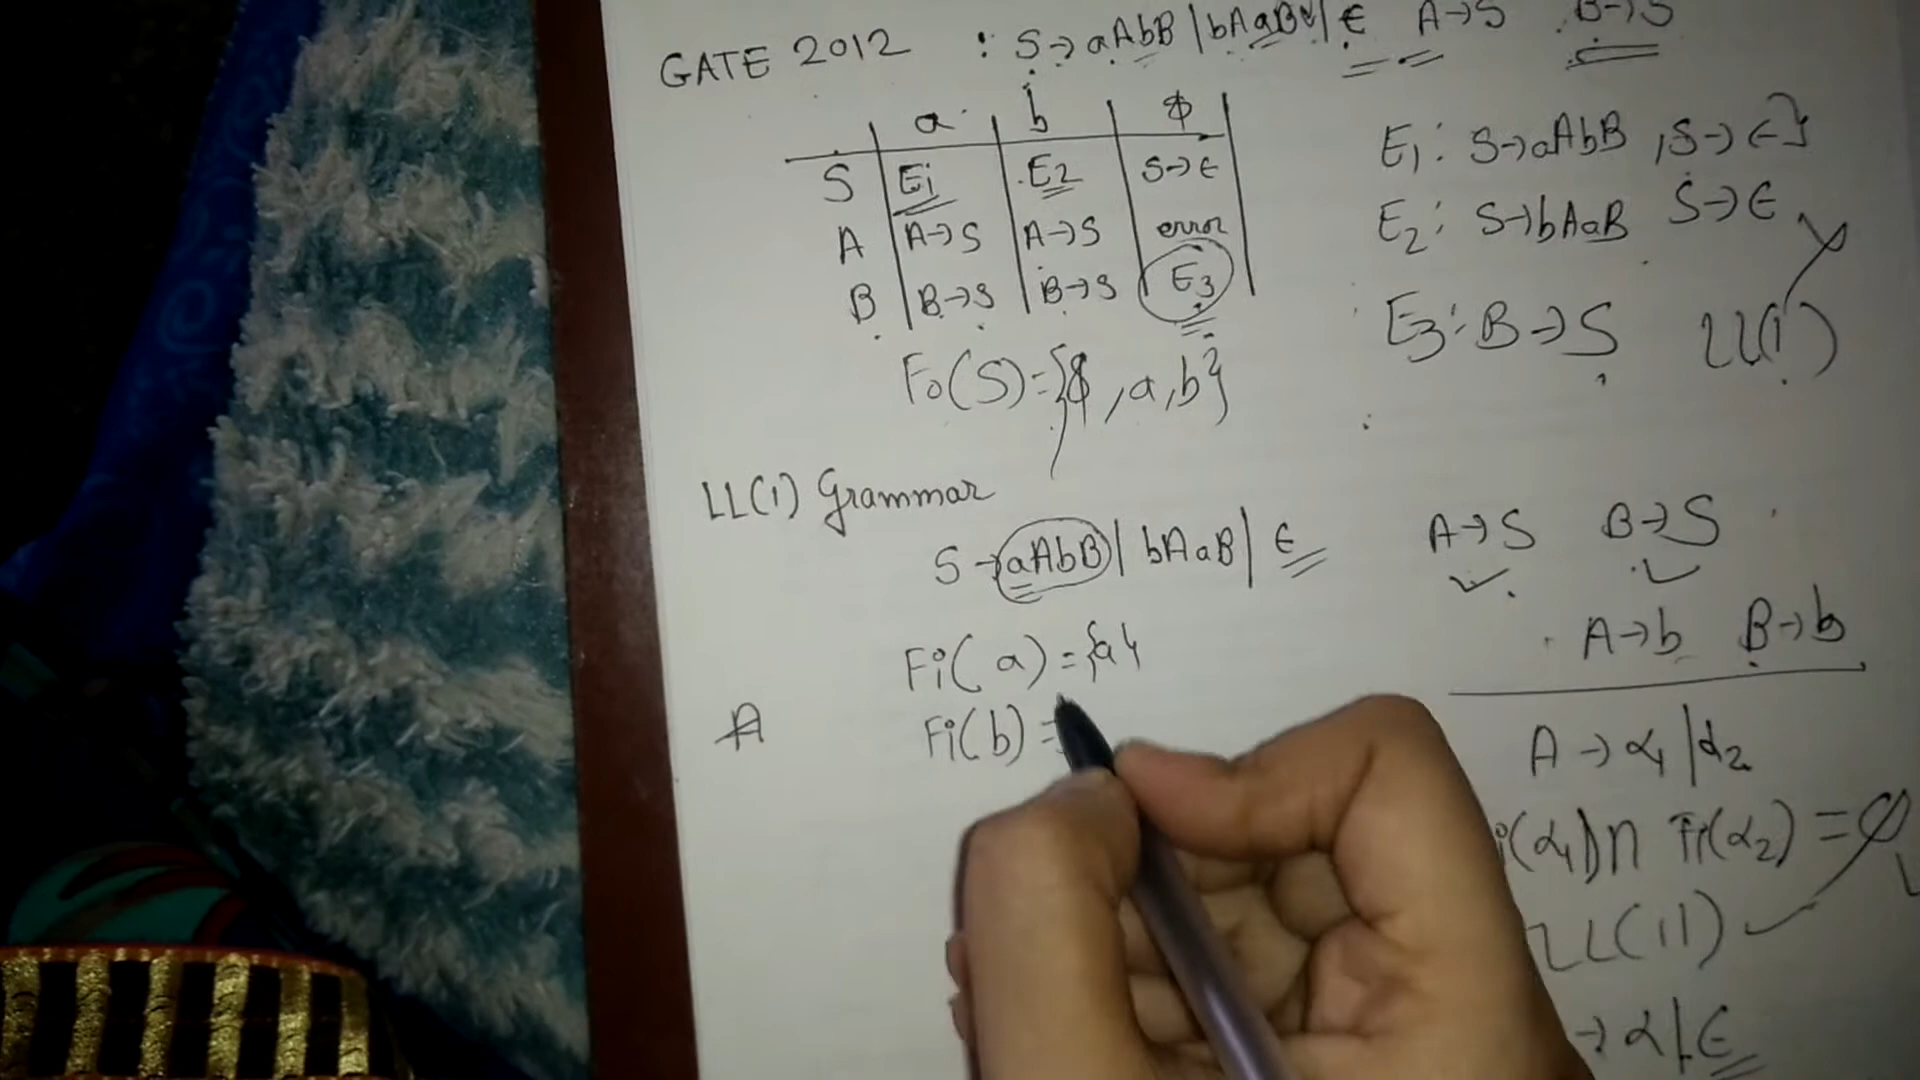 GATE 2012 : S→aAbB | bAaB | ε A→S B→S
a b $
S E1 E2 S→ε
A A→S A→S error
B B→S B→S E3
E1: S→aAbB , S→ε}
E2: S→bAaB S→ε
E3: B→S LL(1)
Fo(S)={$,a,b}
LL(1) Grammar
S→aAbB | bAaB | ε A→S B→S
A→b B→b
Fi(a)={a}
Fi(b)=
A
A→α1|α2
(α1)∩ Fi(α2)=φ
LL(1)
→α|ε